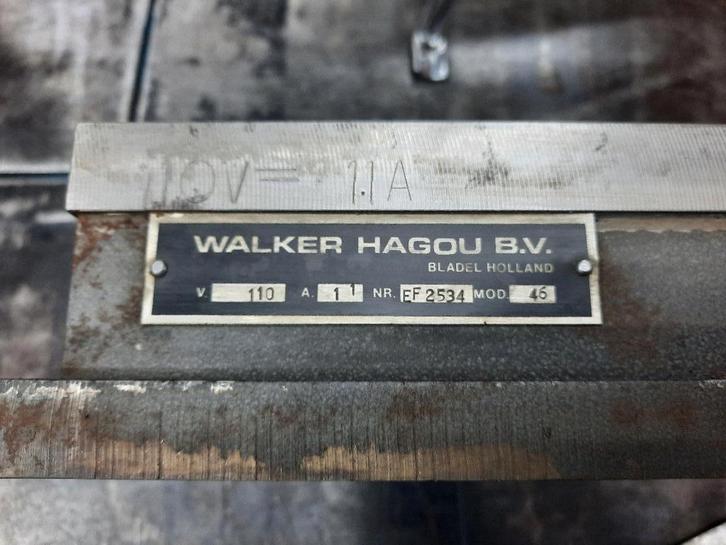 110V= 1.1A
WALKER HAGOU B.V.
BLADEL HOLLAND
V. 110 A. 1 1 NR. EF 2534 MOD. 46